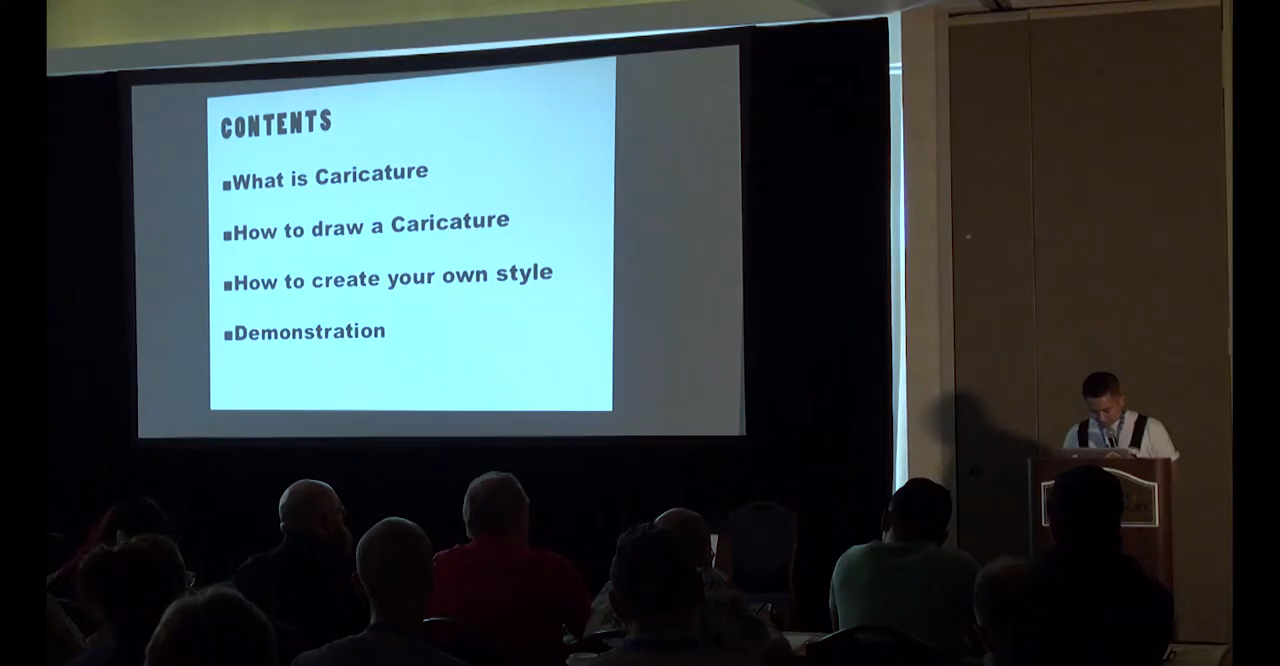 CONTENTS
▪What is Caricature
▪How to draw a Caricature
▪How to create your own style
▪Demonstration